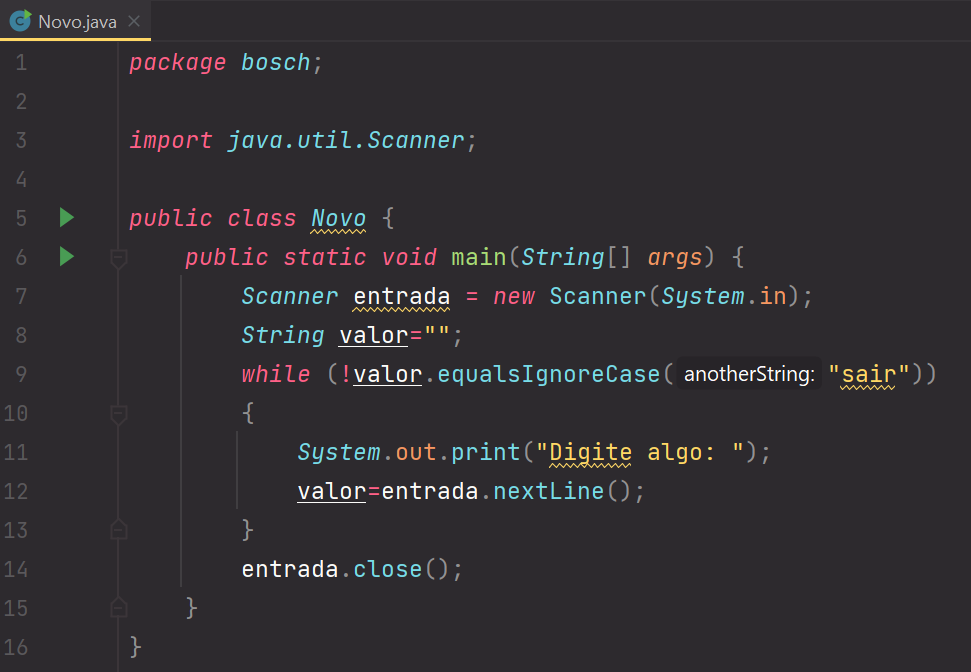 Novo.java
1 package bosch;
2
3 import java.util.Scanner;
4
5 public class Novo {
6 public static void main(String[] args) {
7 Scanner entrada = new Scanner(System.in);
8 String valor="";
9 while (!valor.equalsIgnoreCase( anotherString: "sair"))
10 {
11 System.out.print("Digite algo: ");
12 valor=entrada.nextLine();
13 }
14 entrada.close();
15 }
16 }